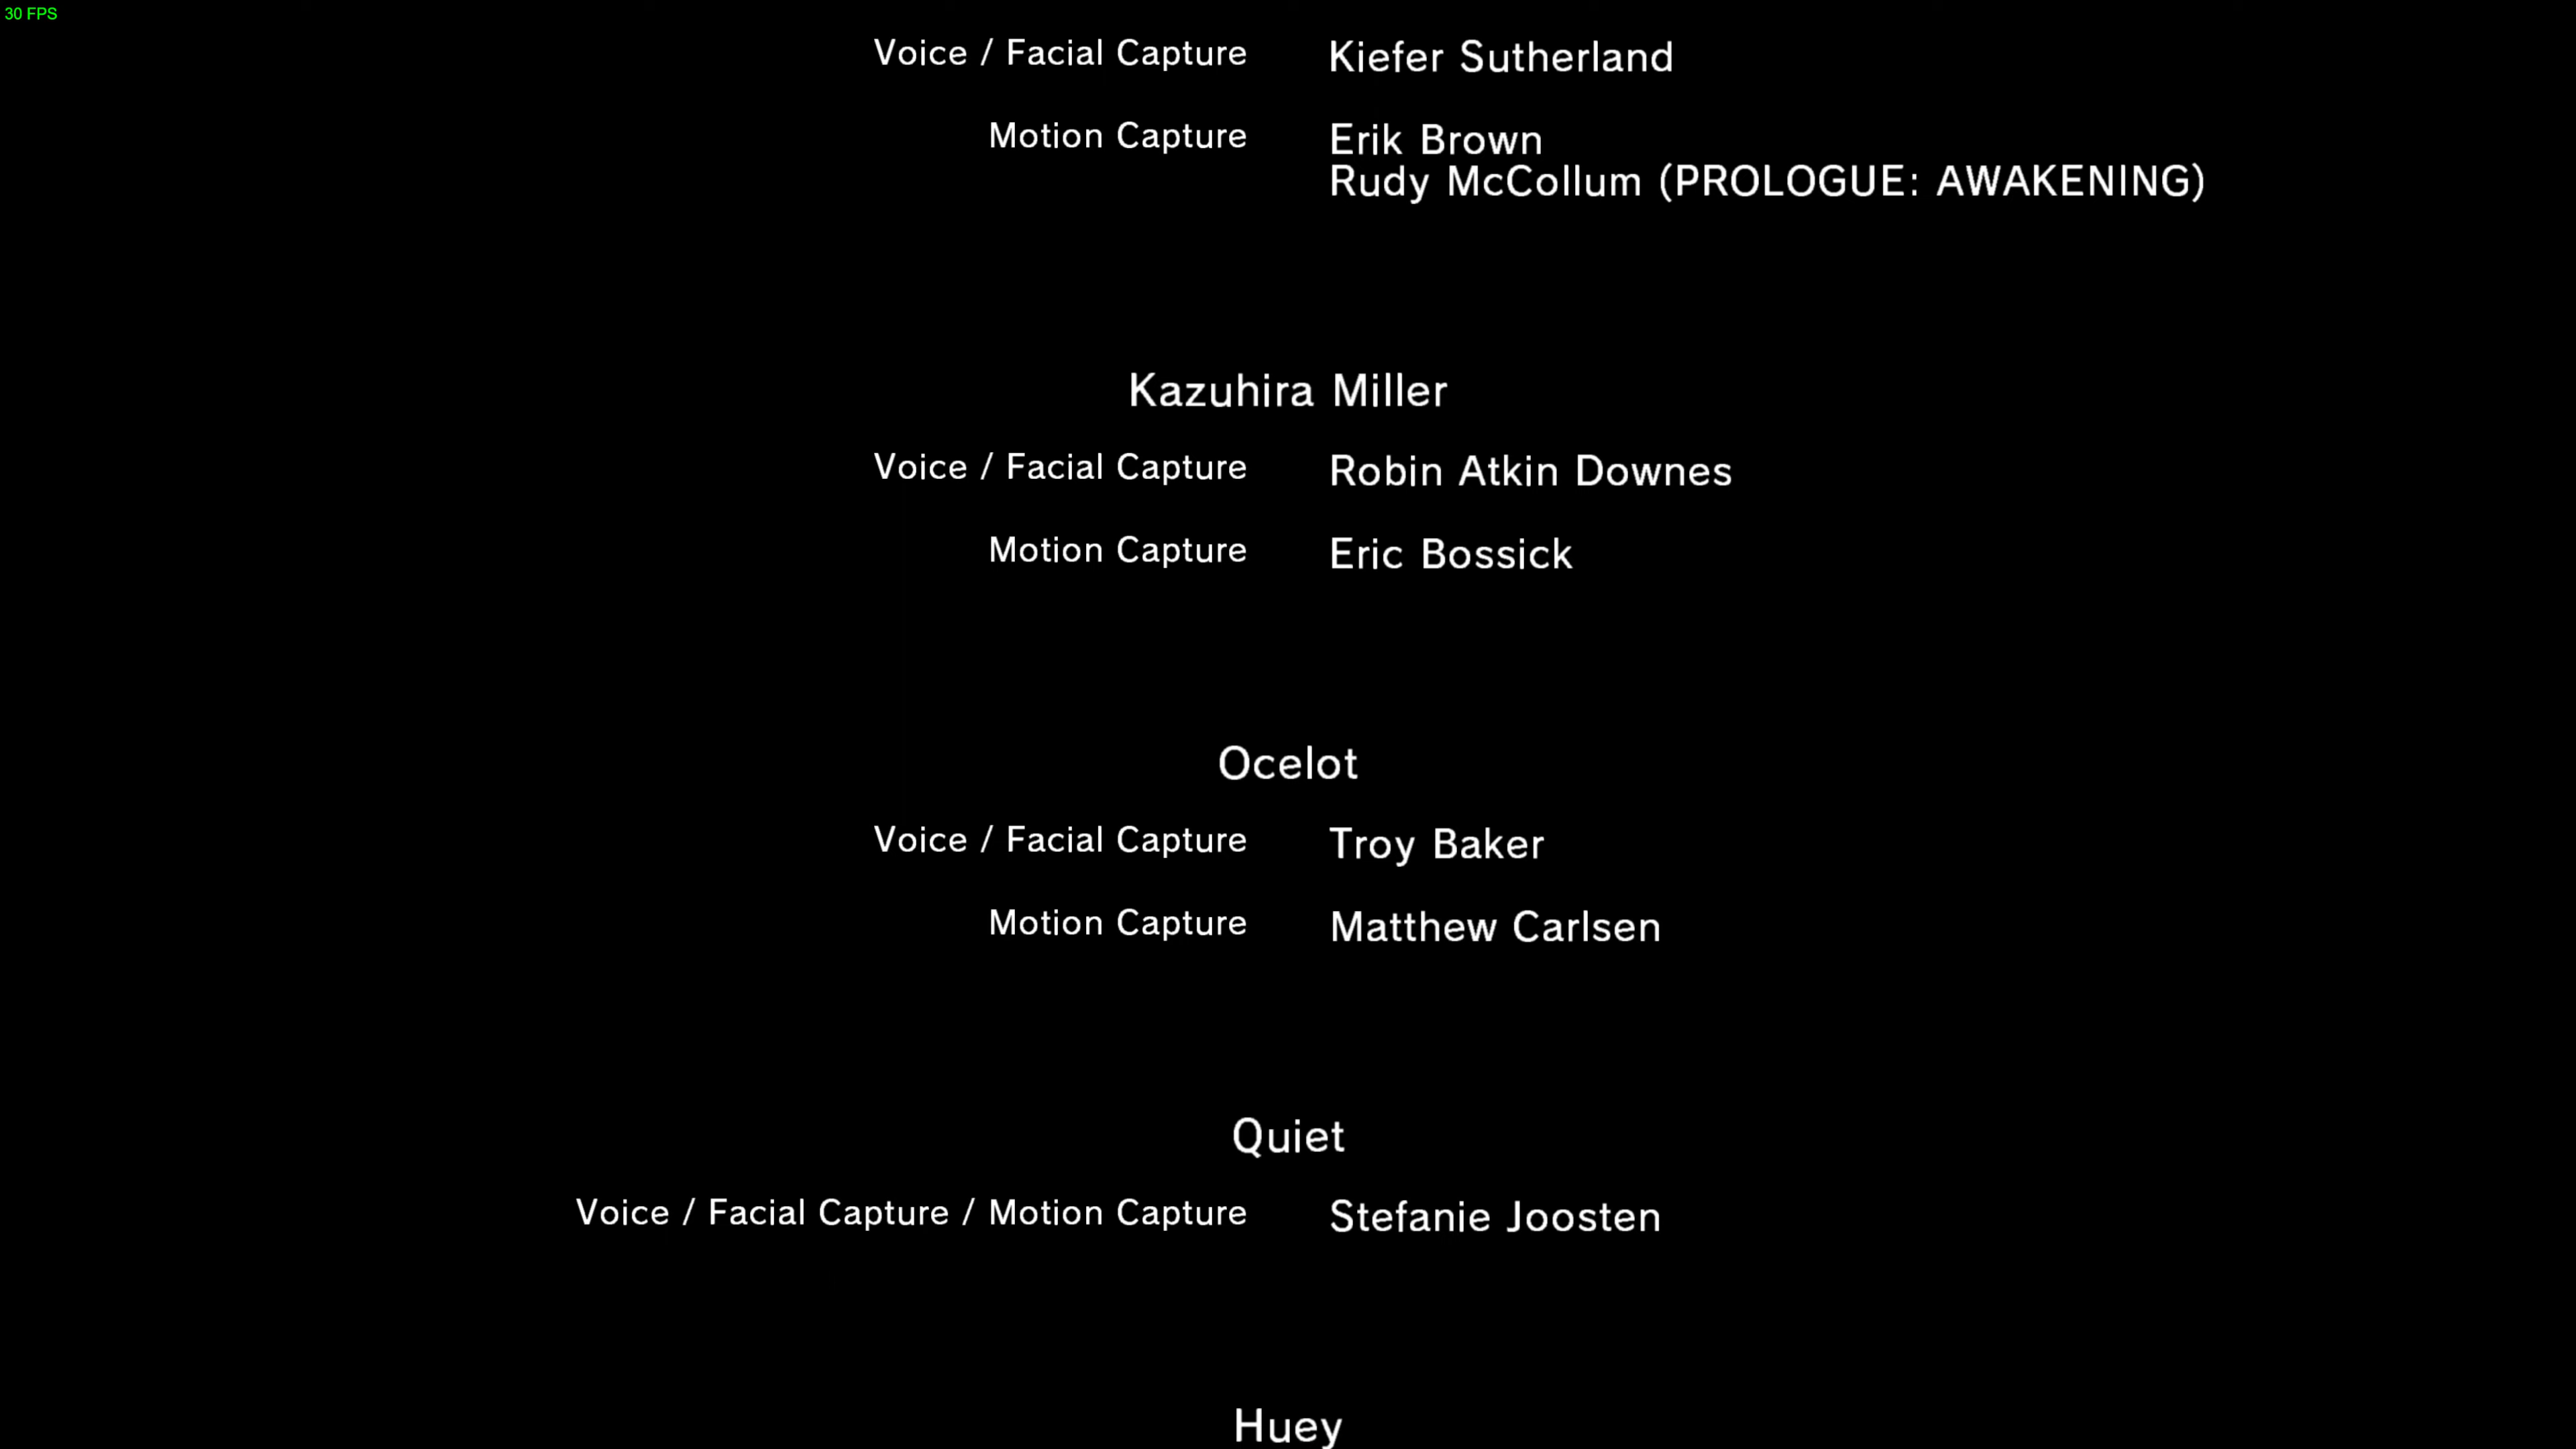 30 FPS
Voice / Facial Capture Kiefer Sutherland
Motion Capture Erik Brown
Rudy McCollum (PROLOGUE: AWAKENING)
Kazuhira Miller
Voice / Facial Capture Robin Atkin Downes
Motion Capture Eric Bossick
Ocelot
Voice / Facial Capture Troy Baker
Motion Capture Matthew Carlsen
Quiet
Voice / Facial Capture / Motion Capture Stefanie Joosten
Huey